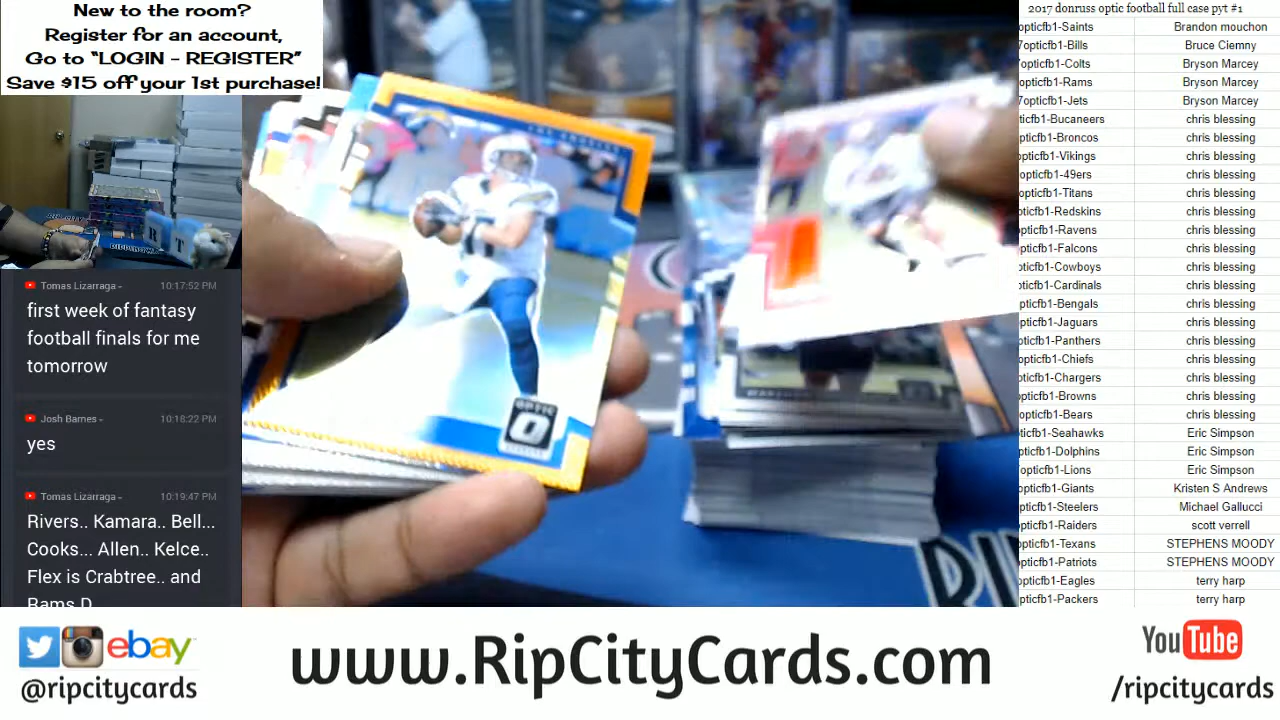 New to the room?
Register for an account,
Go to “LOGIN - REGISTER”
Save $15 off your 1st purchase!
Tomas Lizarraga - 10:17:52 PM
first week of fantasy
football finals for me
tomorrow
Josh Barnes - 10:18:22 PM
yes
Tomas Lizarraga - 10:19:47 PM
Rivers.. Kamara.. Bell...
Cooks... Allen.. Kelce..
Flex is Crabtree.. and
Rams D
OPTIC
2017 donruss optic football full case pyt #1
opticfb1-Saints Brandon mouchon
7opticfb1-Bills Bruce Ciemny
7opticfb1-Colts Bryson Marcey
opticfb1-Rams Bryson Marcey
7opticfb1-Jets Bryson Marcey
opticfb1-Bucaneers chris blessing
opticfb1-Broncos chris blessing
opticfb1-Vikings chris blessing
opticfb1-49ers chris blessing
opticfb1-Titans chris blessing
opticfb1-Redskins chris blessing
opticfb1-Ravens chris blessing
opticfb1-Falcons chris blessing
opticfb1-Cowboys chris blessing
opticfb1-Cardinals chris blessing
opticfb1-Bengals chris blessing
opticfb1-Jaguars chris blessing
opticfb1-Panthers chris blessing
opticfb1-Chiefs chris blessing
opticfb1-Chargers chris blessing
opticfb1-Browns chris blessing
opticfb1-Bears chris blessing
opticfb1-Seahawks Eric Simpson
opticfb1-Dolphins Eric Simpson
7opticfb1-Lions Eric Simpson
opticfb1-Giants Kristen S Andrews
opticfb1-Steelers Michael Gallucci
opticfb1-Raiders scott verrell
opticfb1-Texans STEPHENS MOODY
opticfb1-Patriots STEPHENS MOODY
opticfb1-Eagles terry harp
opticfb1-Packers terry harp
ebay
@ripcitycards
www.RipCityCards.com
YouTube
/ripcitycards